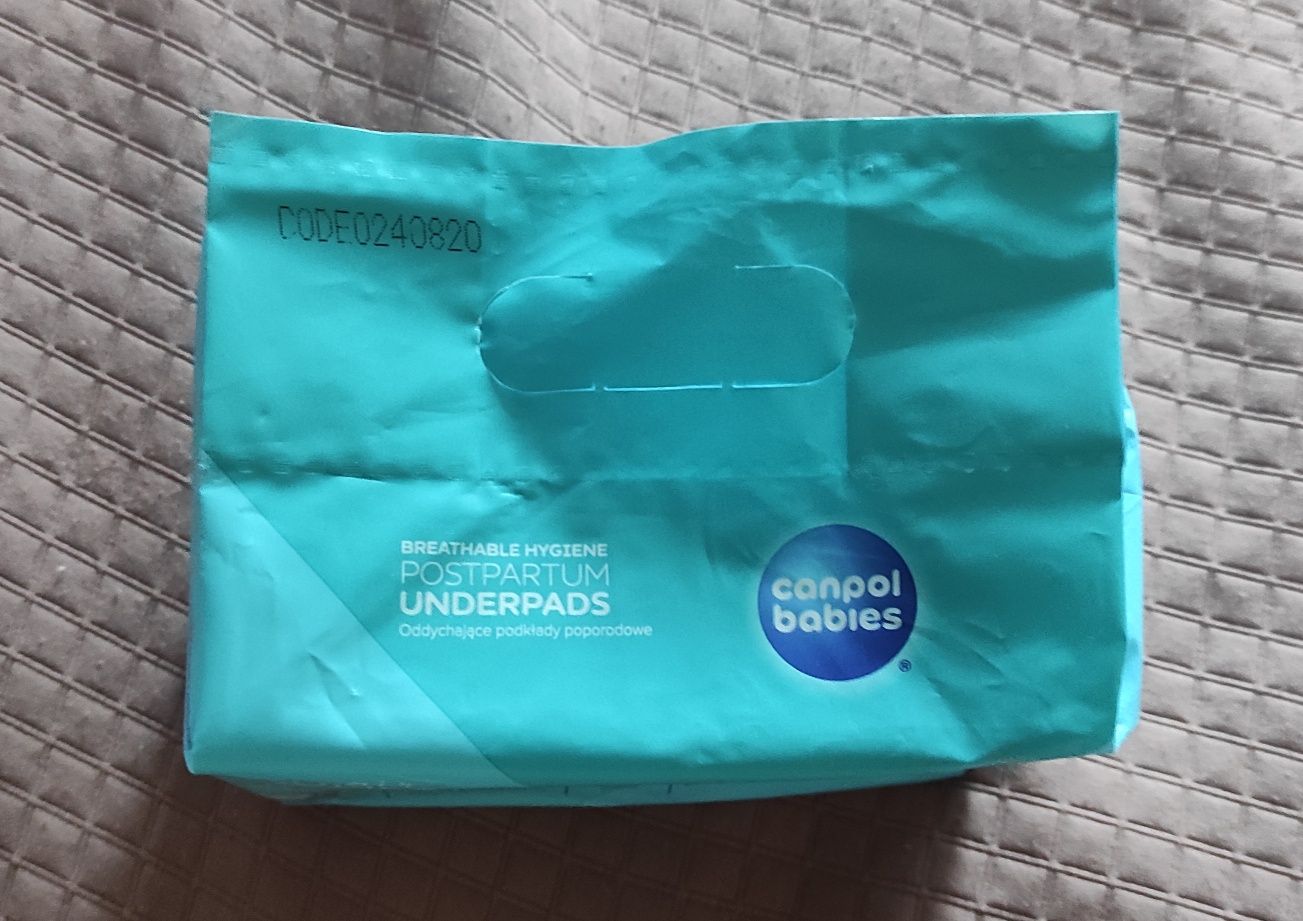 CODE0240820
BREATHABLE HYGIENE
POSTPARTUM
UNDERPADS
Oddychające podkłady poporodowe
canpol
babies
®